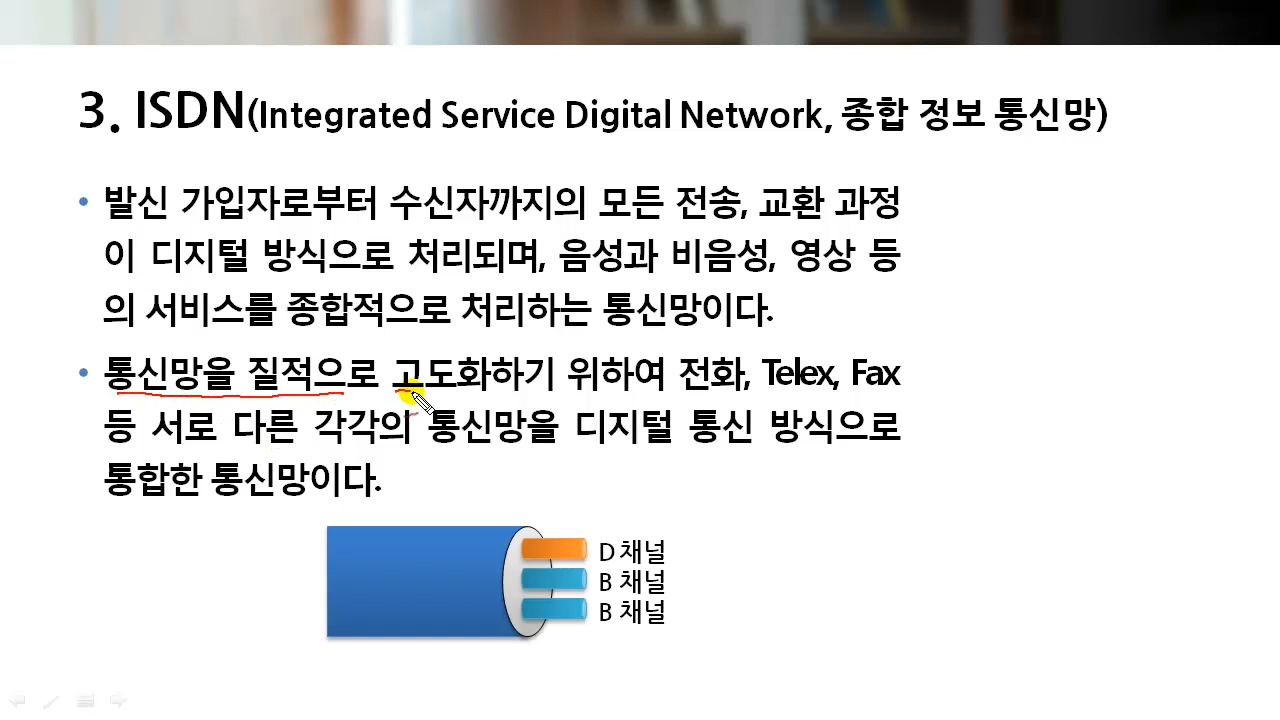 3. ISDN(Integrated Service Digital Network, 종합 정보 통신망)
• 발신 가입자로부터 수신자까지의 모든 전송, 교환 과정
이 디지털 방식으로 처리되며, 음성과 비음성, 영상 등
의 서비스를 종합적으로 처리하는 통신망이다.
• 통신망을 질적으로 고도화하기 위하여 전화, Telex, Fax
등 서로 다른 각각의 통신망을 디지털 통신 방식으로
통합한 통신망이다.
D 채널
B 채널
B 채널